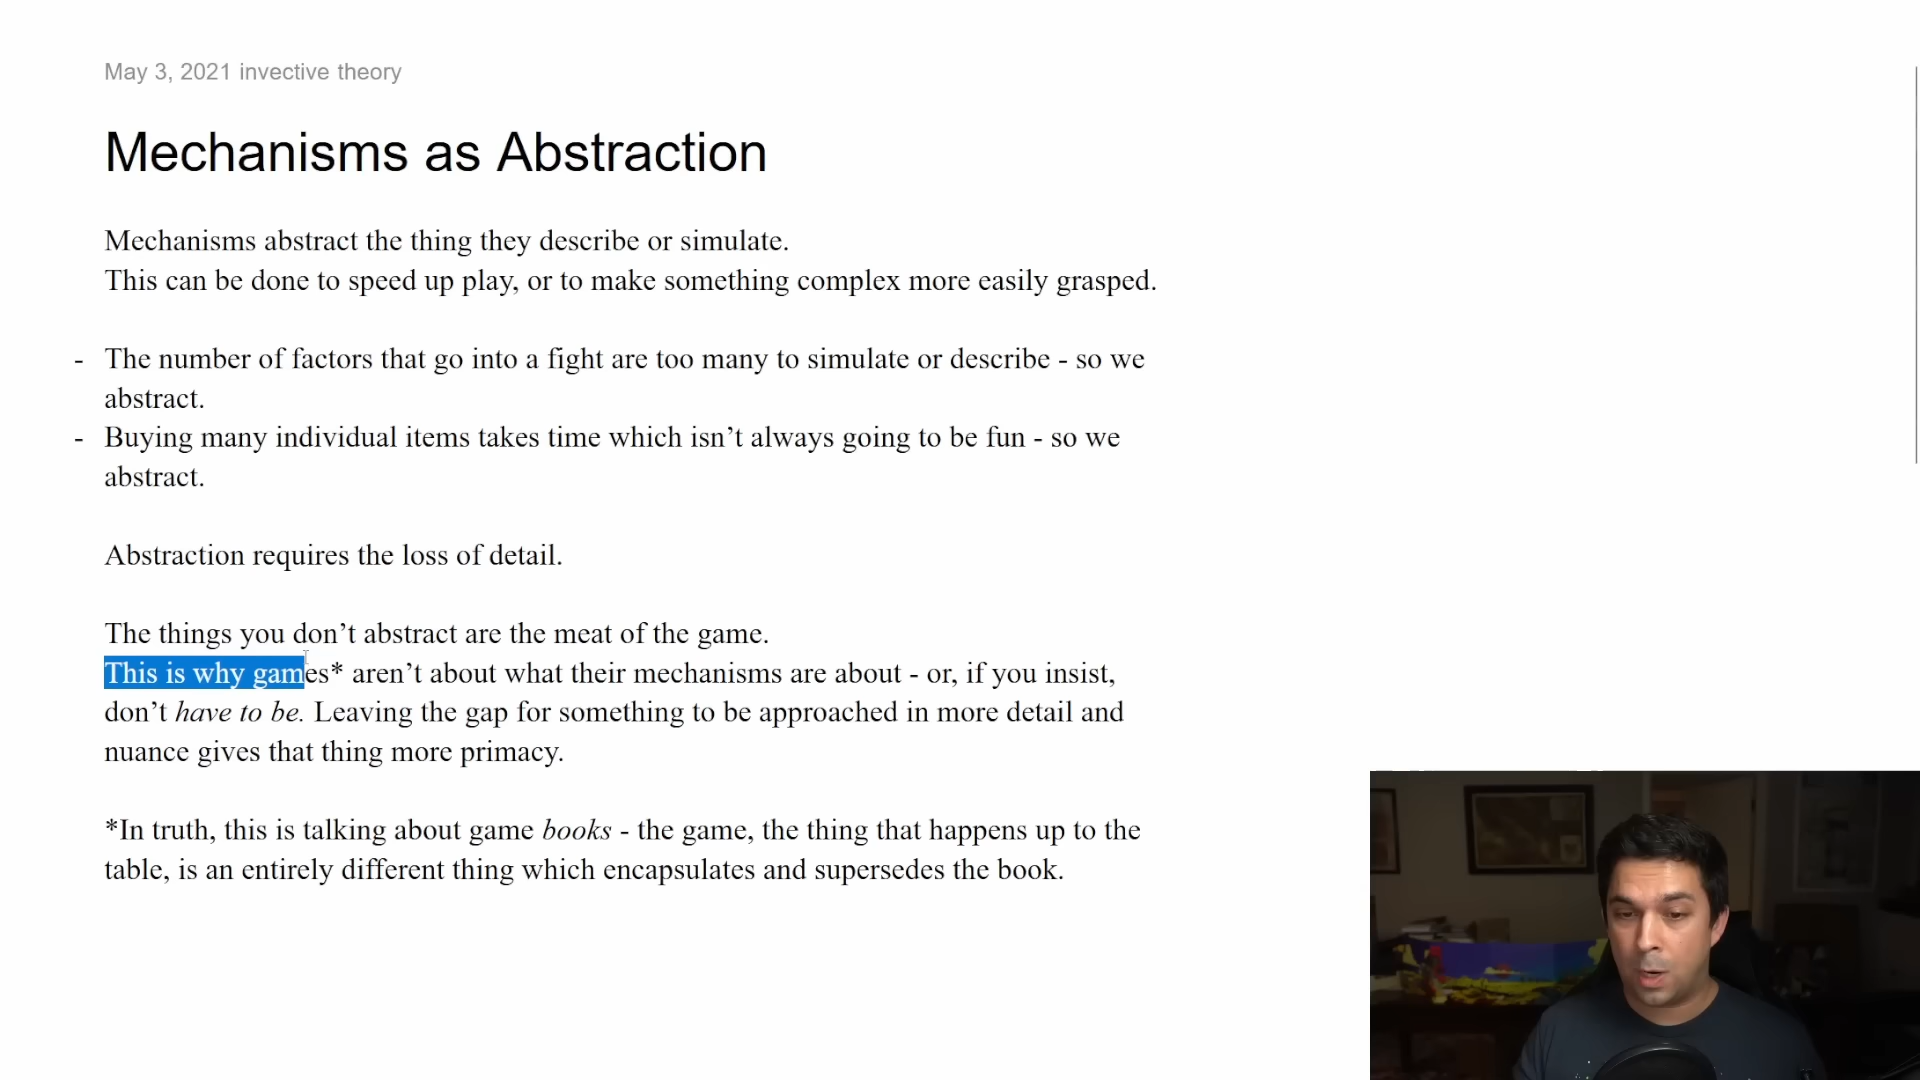 May 3, 2021 invective theory
Mechanisms as Abstraction
Mechanisms abstract the thing they describe or simulate.
This can be done to speed up play, or to make something complex more easily grasped.
- The number of factors that go into a fight are too many to simulate or describe - so we
abstract.
- Buying many individual items takes time which isn’t always going to be fun - so we
abstract.
Abstraction requires the loss of detail.
The things you don’t abstract are the meat of the game.
This is why games* aren’t about what their mechanisms are about - or, if you insist,
don’t have to be. Leaving the gap for something to be approached in more detail and
nuance gives that thing more primacy.
*In truth, this is talking about game books - the game, the thing that happens up to the
table, is an entirely different thing which encapsulates and supersedes the book.